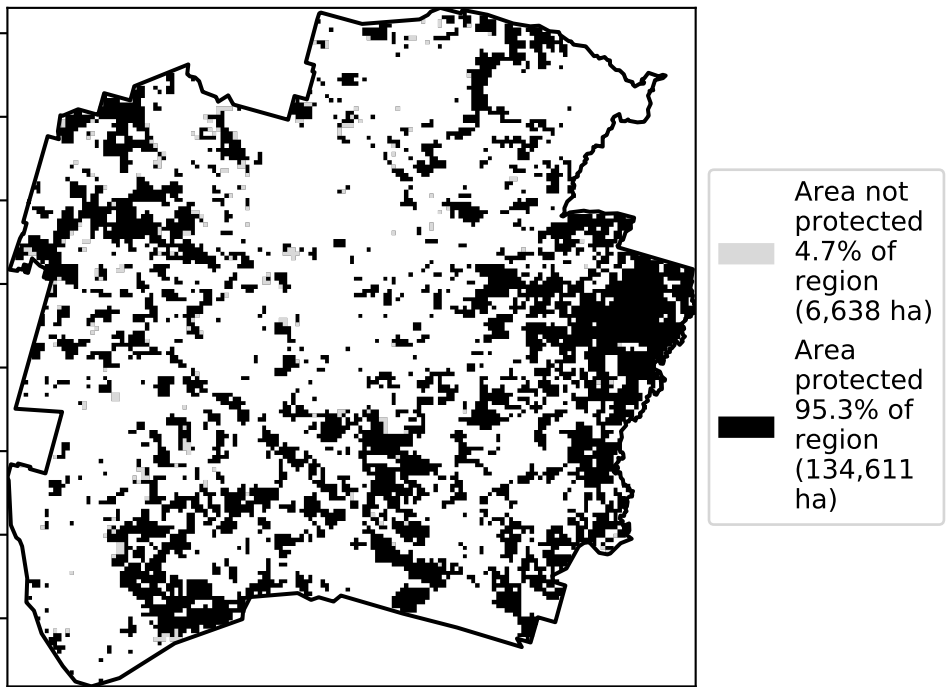 Area not
protected
4.7% of
region
(6,638 ha)
Area
protected
95.3% of
region
(134,611
ha)